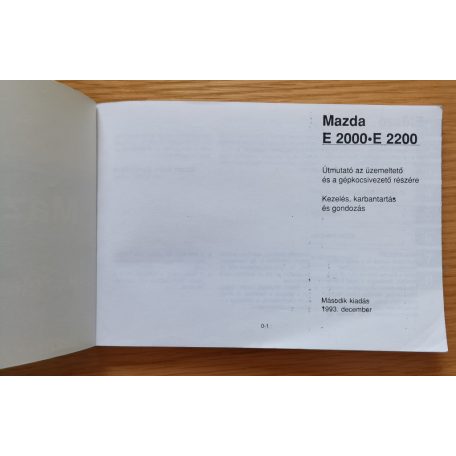 Mazda
E 2000•E 2200
Útmutató az üzemeltető
és a gépkocsivezető részére
Kezelés, karbantartás
és gondozás
Második kiadás
1993. december
0-1